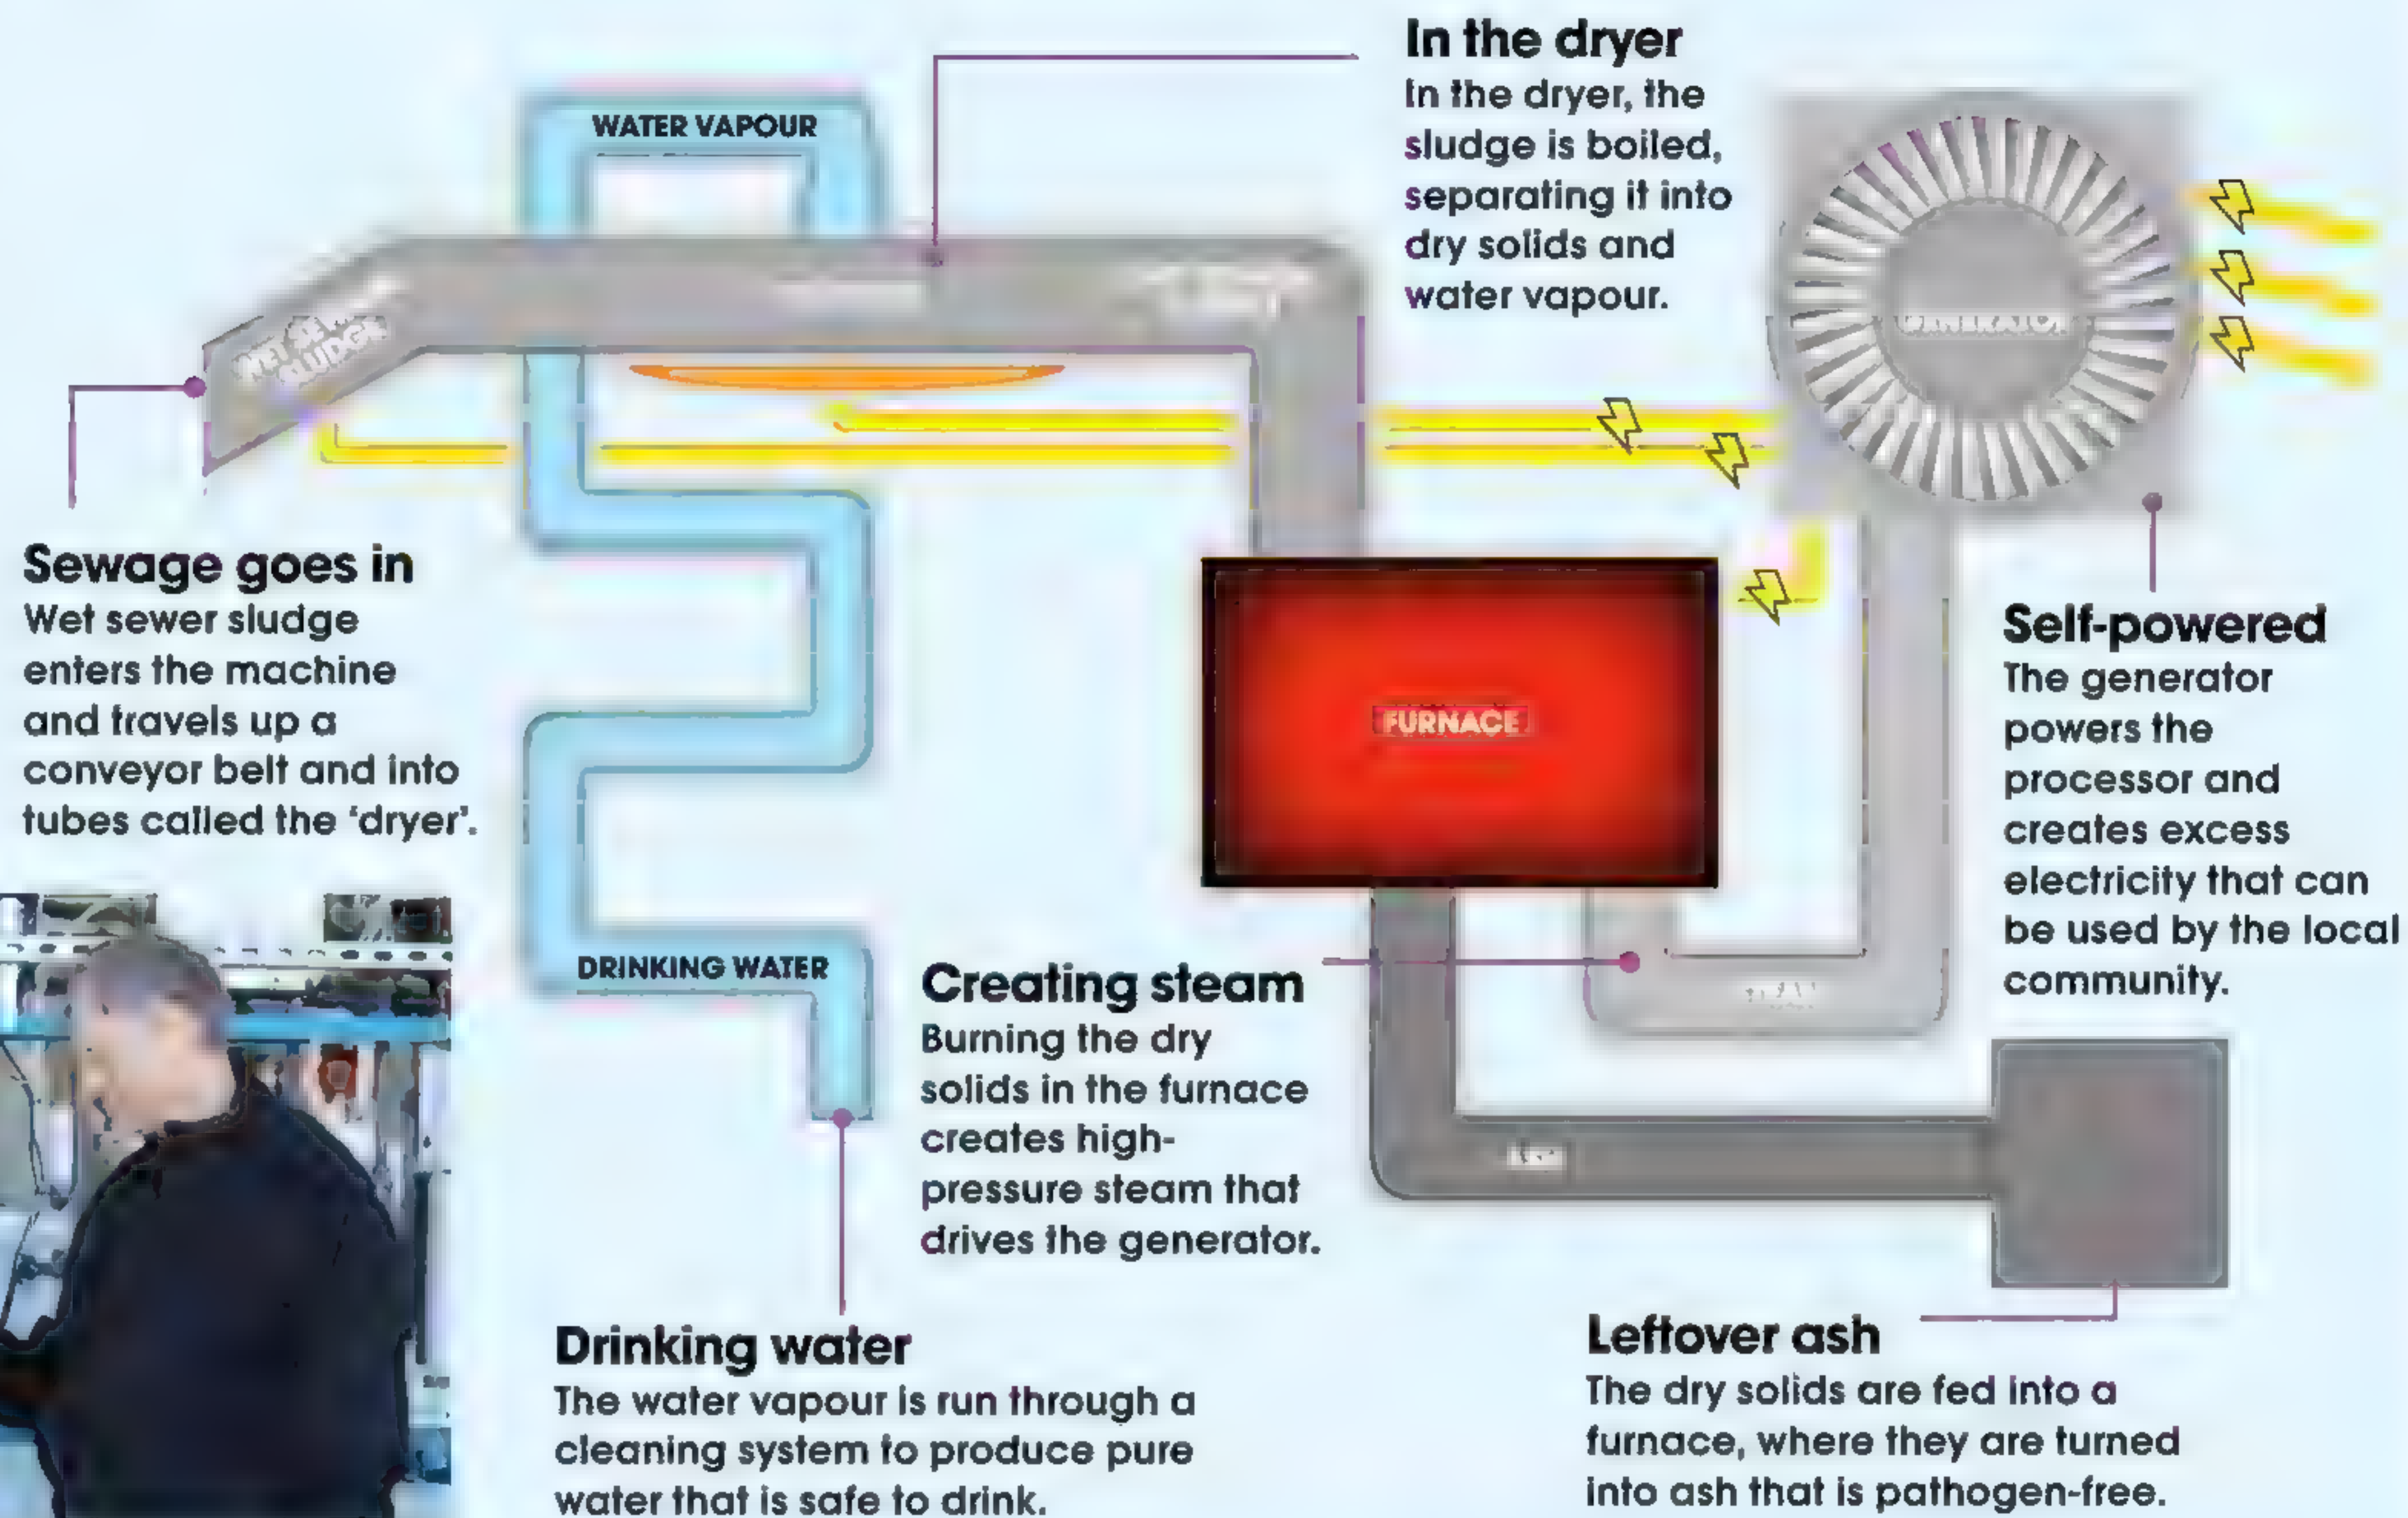 In the dryer
In the dryer, the
sludge is boiled,
separating it into
dry solids and
water vapour.
WATER VAPOUR
WET
SLUDGE
GENERATOR
Sewage goes in
Wet sewer sludge
enters the machine
and travels up a
conveyor belt and into
tubes called the ‘dryer’.
FURNACE
Self-powered
The generator
powers the
processor and
creates excess
electricity that can
be used by the local
community.
DRINKING WATER
Creating steam
Burning the dry
solids in the furnace
creates high-
pressure steam that
drives the generator.
Drinking water
The water vapour is run through a
cleaning system to produce pure
water that is safe to drink.
Leftover ash
The dry solids are fed into a
furnace, where they are turned
into ash that is pathogen-free.